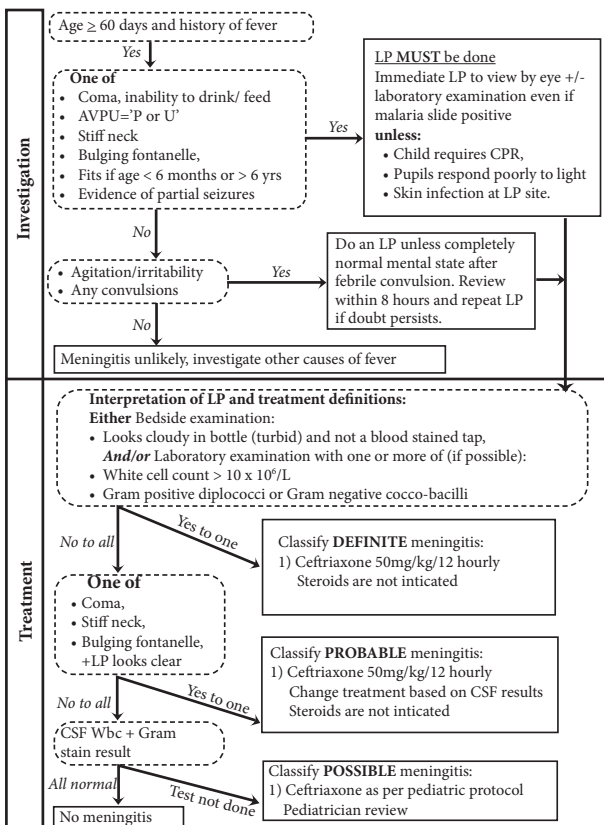 Investigation
Age ≥ 60 days and history of fever
Yes
One of
• Coma, inability to drink/ feed
• AVPU='P or U'
• Stiff neck
• Bulging fontanelle,
• Fits if age < 6 months or > 6 yrs
• Evidence of partial seizures
Yes
LP MUST be done
Immediate LP to view by eye +/-
laboratory examination even if
malaria slide positive
unless:
• Child requires CPR,
• Pupils respond poorly to light
• Skin infection at LP site.
No
• Agitation/irritability
• Any convulsions
Yes
Do an LP unless completely
normal mental state after
febrile convulsion. Review
within 8 hours and repeat LP
if doubt persists.
No
Meningitis unlikely, investigate other causes of fever
Treatment
Interpretation of LP and treatment definitions:
Either Bedside examination:
• Looks cloudy in bottle (turbid) and not a blood stained tap,
And/or Laboratory examination with one or more of (if possible):
• White cell count > 10 x 10⁶/L
• Gram positive diplococci or Gram negative cocco-bacilli
No to all
Yes to one
Classify DEFINITE meningitis:
1) Ceftriaxone 50mg/kg/12 hourly
Steroids are not inticated
One of
• Coma,
• Stiff neck,
• Bulging fontanelle,
+LP looks clear
No to all
Yes to one
Classify PROBABLE meningitis:
1) Ceftriaxone 50mg/kg/12 hourly
Change treatment based on CSF results
Steroids are not inticated
CSF Wbc + Gram
stain result
All normal
Test not done
Classify POSSIBLE meningitis:
1) Ceftriaxone as per pediatric protocol
Pediatrician review
No meningitis